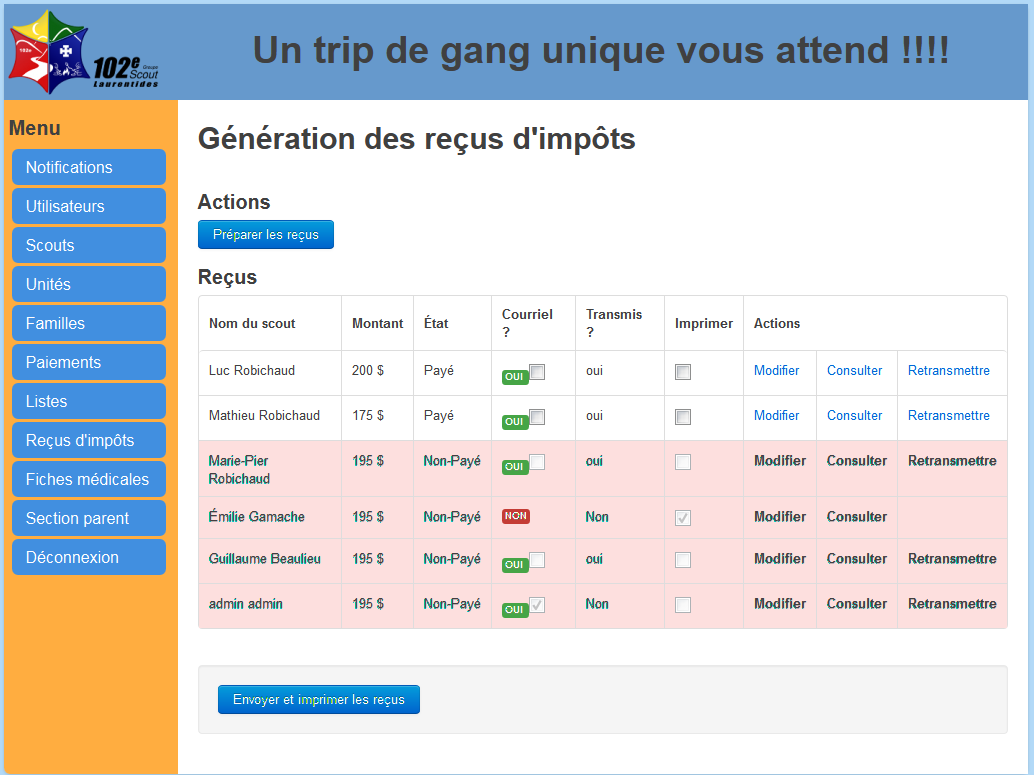 102e
Groupe
Scout
Laurentides
Un trip de gang unique vous attend !!!!
Menu
Notifications
Utilisateurs
Scouts
Unités
Familles
Paiements
Listes
Reçus d'impôts
Fiches médicales
Section parent
Déconnexion
Génération des reçus d'impôts
Actions
Préparer les reçus
Reçus
Nom du scout Montant État Courriel ? Transmis ? Imprimer Actions
Luc Robichaud 200 $ Payé OUI oui Modifier Consulter Retransmettre
Mathieu Robichaud 175 $ Payé OUI oui Modifier Consulter Retransmettre
Marie-Pier Robichaud 195 $ Non-Payé OUI oui Modifier Consulter Retransmettre
Émilie Gamache 195 $ Non-Payé NON Non Modifier Consulter
Guillaume Beaulieu 195 $ Non-Payé OUI oui Modifier Consulter Retransmettre
admin admin 195 $ Non-Payé OUI Non Modifier Consulter Retransmettre
Envoyer et imprimer les reçus